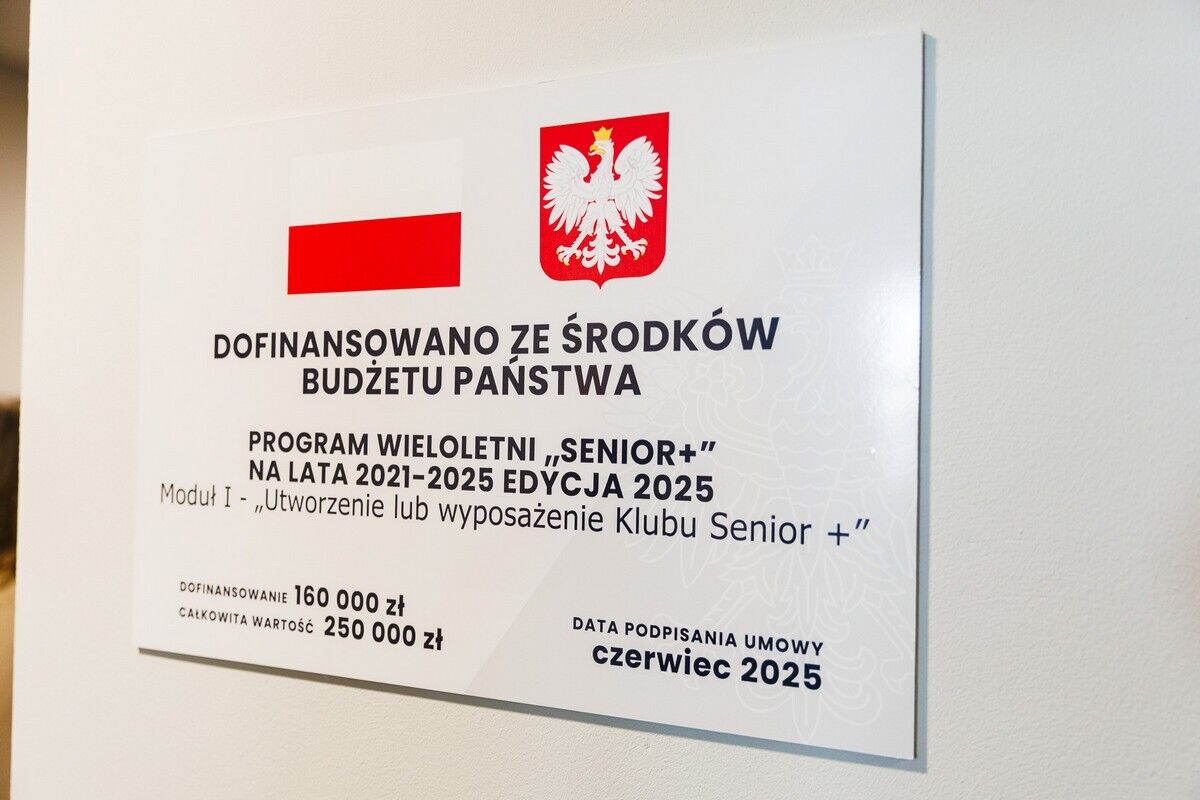 DOFINANSOWANO ZE ŚRODKÓW
BUDŻETU PAŃSTWA
PROGRAM WIELOLETNI „SENIOR+”
NA LATA 2021-2025 EDYCJA 2025
Moduł I - „Utworzenie lub wyposażenie Klubu Senior +”
DOFINANSOWANIE 160 000 zł
CAŁKOWITA WARTOŚĆ 250 000 zł
DATA PODPISANIA UMOWY
czerwiec 2025